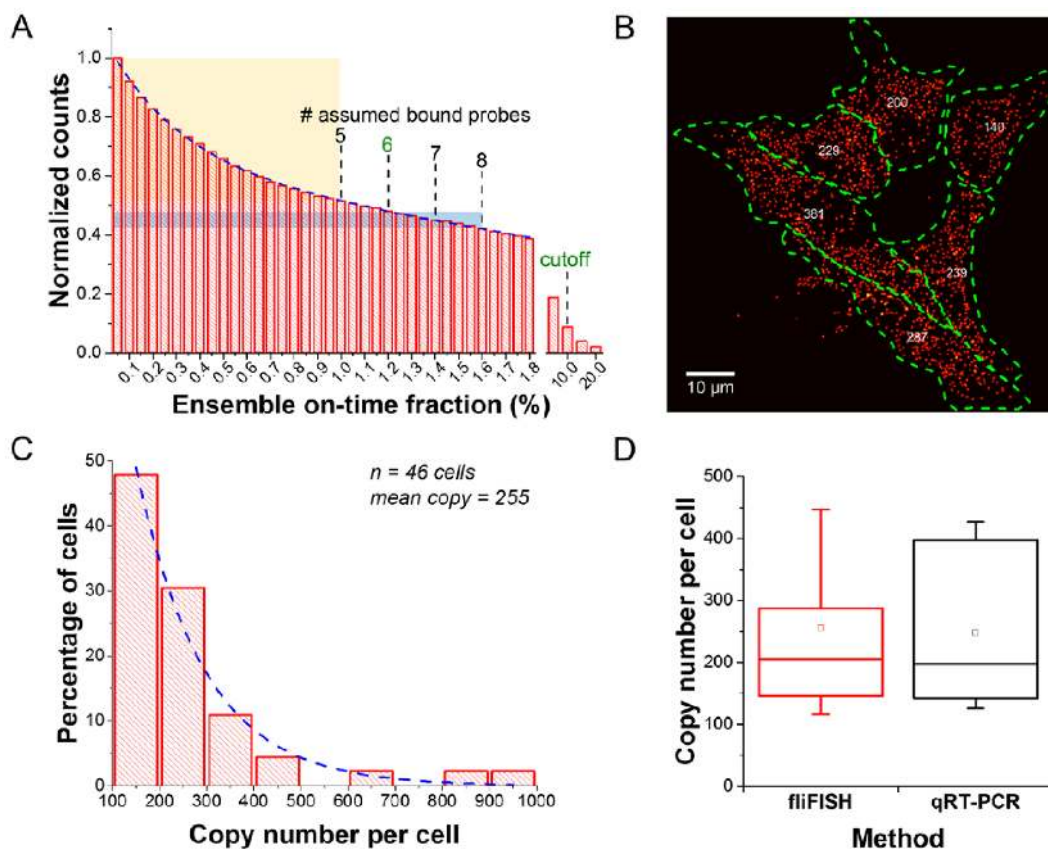 A
Normalized counts
1.0
0.8
0.6
0.4
0.2
0.0
# assumed bound probes
5 6 7 8
cutoff
0.1 0.2 0.3 0.4 0.5 0.6 0.7 0.8 0.9 1.0 1.1 1.2 1.3 1.4 1.5 1.6 1.7 1.8 10.0 20.0
Ensemble on-time fraction (%)
B
200
140
229
381
239
287
10 µm
C
Percentage of cells
50
40
30
20
10
0
n = 46 cells
mean copy = 255
100 200 300 400 500 600 700 800 900 1000
Copy number per cell
D
Copy number per cell
500
400
300
200
100
0
fliFISH qRT-PCR
Method